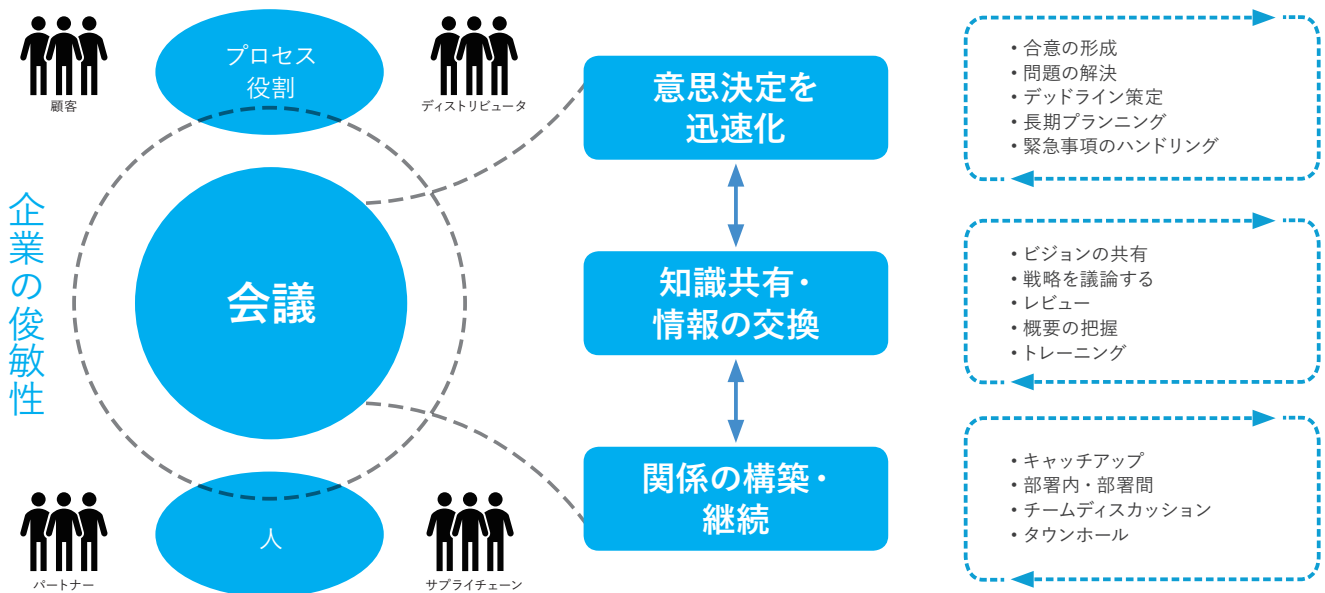 顧客
プロセス
役割
ディストリビュータ
企業の俊敏性
会議
人
パートナー
サプライチェーン
意思決定を
迅速化
知識共有・
情報の交換
関係の構築・
継続
・合意の形成
・問題の解決
・デッドライン策定
・長期プランニング
・緊急事項のハンドリング
・ビジョンの共有
・戦略を議論する
・レビュー
・概要の把握
・トレーニング
・キャッチアップ
・部署内・部署間
・チームディスカッション
・タウンホール